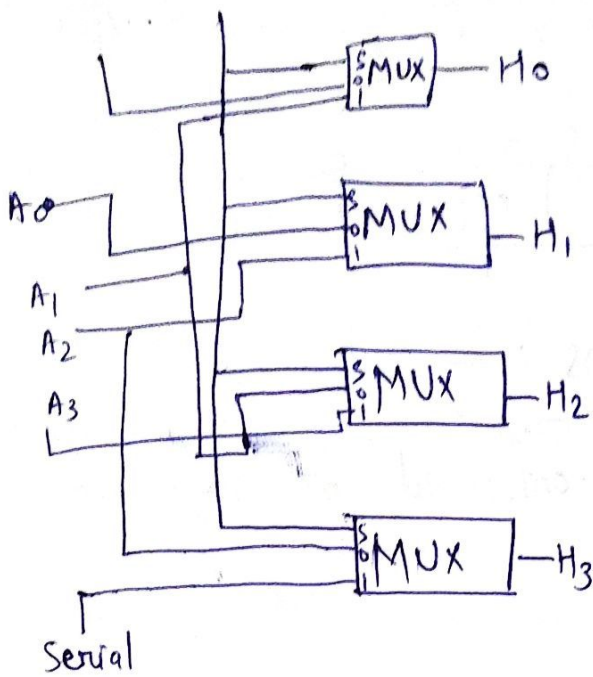 S
0 MUX H0
1
A0
S
0 MUX H1
1
A1
A2
S
0 MUX H2
1
A3
S
0 MUX H3
1
Serial